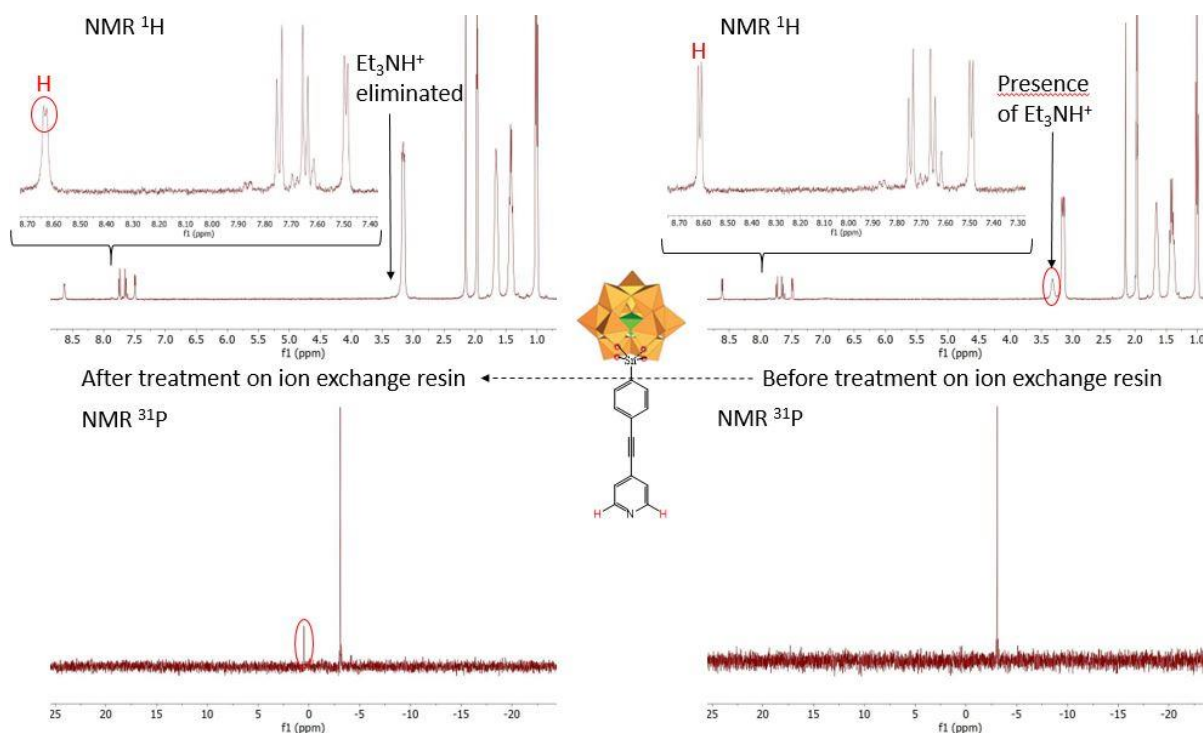 NMR ¹H
H
Et₃NH⁺
eliminated
8.70 8.60 8.50 8.40 8.30 8.20 8.10 8.00 7.90 7.80 7.70 7.60 7.50 7.40
f1 (ppm)
8.5 8.0 7.5 7.0 6.5 6.0 5.5 5.0 4.5 4.0 3.5 3.0 2.5 2.0 1.5 1.0
f1 (ppm)
NMR ¹H
H
Presence
of Et₃NH⁺
8.70 8.60 8.50 8.40 8.30 8.20 8.10 8.00 7.90 7.80 7.70 7.60 7.50 7.40 7.30
f1 (ppm)
8.5 8.0 7.5 7.0 6.5 6.0 5.5 5.0 4.5 4.0 3.5 3.0 2.5 2.0 1.5 1.0
f1 (ppm)
Sn
H N H
After treatment on ion exchange resin
Before treatment on ion exchange resin
NMR ³¹P
25 20 15 10 5 0 -5 -10 -15 -20
f1 (ppm)
NMR ³¹P
25 20 15 10 5 0 -5 -10 -15 -20
f1 (ppm)